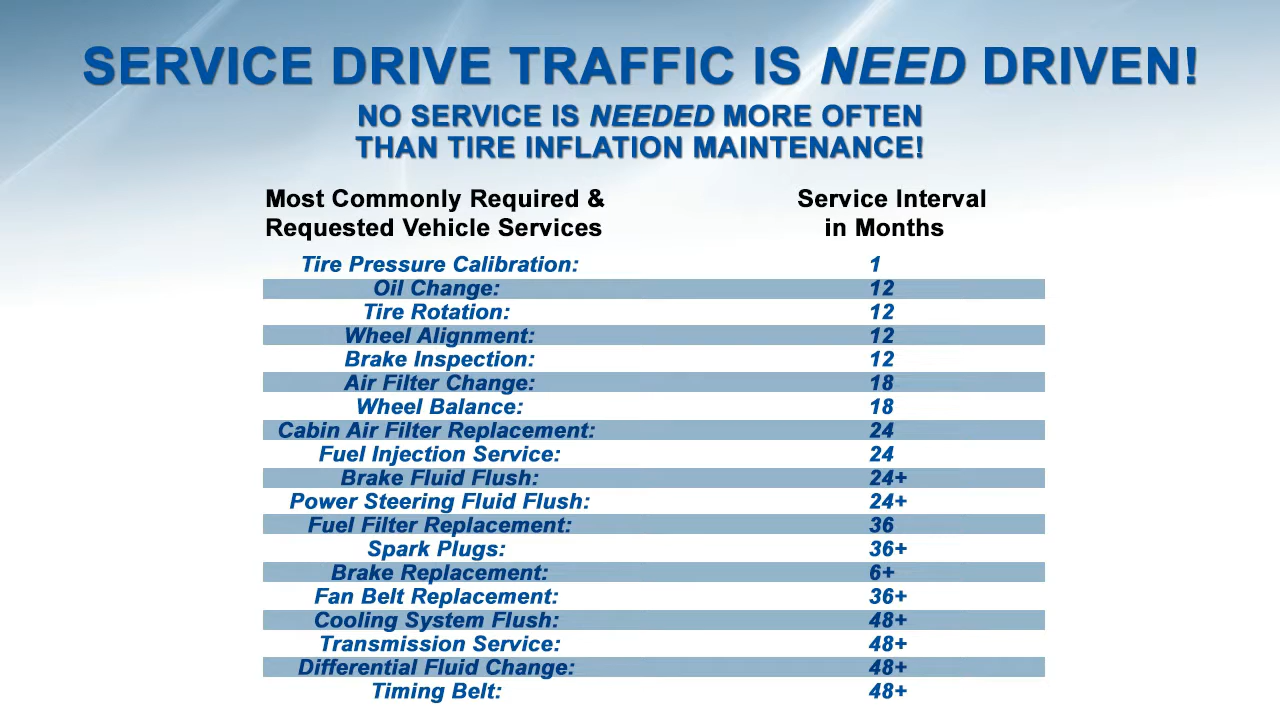 SERVICE DRIVE TRAFFIC IS NEED DRIVEN!
NO SERVICE IS NEEDED MORE OFTEN
THAN TIRE INFLATION MAINTENANCE!
Most Commonly Required & Service Interval
Requested Vehicle Services in Months
Tire Pressure Calibration: 1
Oil Change: 12
Tire Rotation: 12
Wheel Alignment: 12
Brake Inspection: 12
Air Filter Change: 18
Wheel Balance: 18
Cabin Air Filter Replacement: 24
Fuel Injection Service: 24
Brake Fluid Flush: 24+
Power Steering Fluid Flush: 24+
Fuel Filter Replacement: 36
Spark Plugs: 36+
Brake Replacement: 6+
Fan Belt Replacement: 36+
Cooling System Flush: 48+
Transmission Service: 48+
Differential Fluid Change: 48+
Timing Belt: 48+